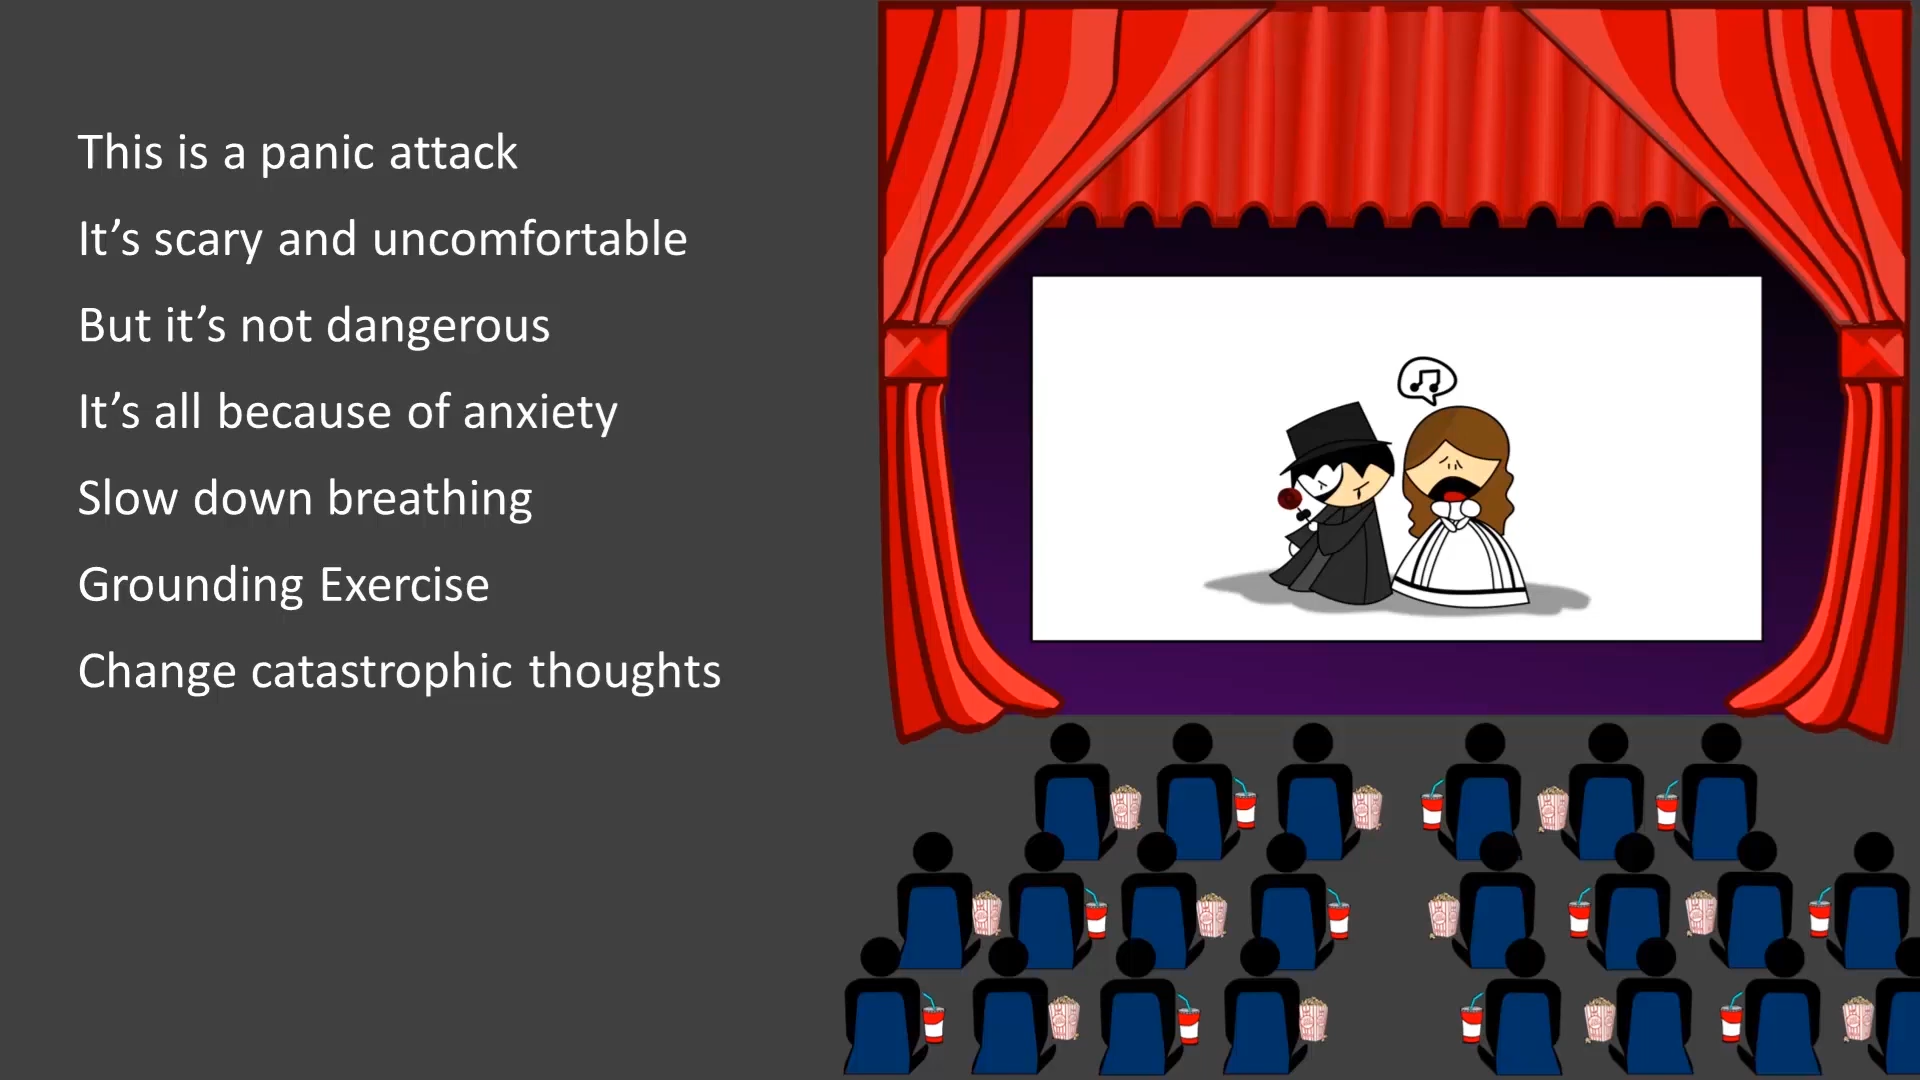 This is a panic attack
It’s scary and uncomfortable
But it’s not dangerous
It’s all because of anxiety
Slow down breathing
Grounding Exercise
Change catastrophic thoughts